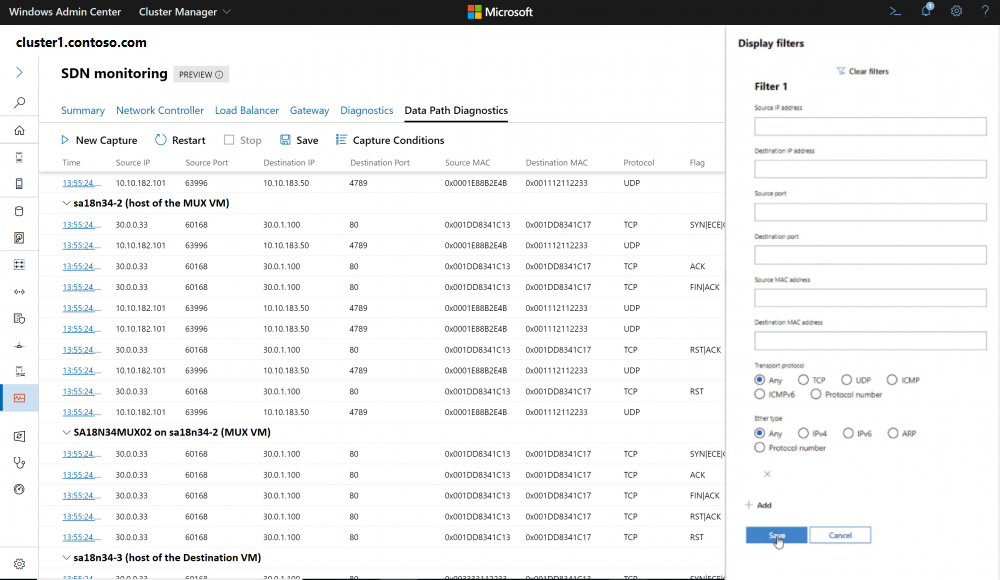 Windows Admin Center Cluster Manager Microsoft 1 ?
cluster1.contoso.com
SDN monitoring PREVIEW
Summary Network Controller Load Balancer Gateway Diagnostics Data Path Diagnostics
New Capture Restart Stop Save Capture Conditions
Time Source IP Source Port Destination IP Destination Port Source MAC Destination MAC Protocol Flag
13:55:24... 10.10.182.101 63996 10.10.183.50 4789 0x0001E88B2E4B 0x001112112233 UDP
sa18n34-2 (host of the MUX VM)
13:55:24... 30.0.0.33 60168 30.0.1.100 80 0x001DD8341C13 0x001DD8341C17 TCP SYN|ECE|
13:55:24... 10.10.182.101 63996 10.10.183.50 4789 0x0001E88B2E4B 0x001112112233 UDP
13:55:24... 30.0.0.33 60168 30.0.1.100 80 0x001DD8341C13 0x001DD8341C17 TCP ACK
13:55:24... 30.0.0.33 60168 30.0.1.100 80 0x001DD8341C13 0x001DD8341C17 TCP FIN|ACK
13:55:24... 10.10.182.101 63996 10.10.183.50 4789 0x0001E88B2E4B 0x001112112233 UDP
13:55:24... 10.10.182.101 63996 10.10.183.50 4789 0x0001E88B2E4B 0x001112112233 UDP
13:55:24... 30.0.0.33 60168 30.0.1.100 80 0x001DD8341C13 0x001DD8341C17 TCP RST|ACK
13:55:24... 10.10.182.101 63996 10.10.183.50 4789 0x0001E88B2E4B 0x001112112233 UDP
13:55:24... 30.0.0.33 60168 30.0.1.100 80 0x001DD8341C13 0x001DD8341C17 TCP RST
13:55:24... 10.10.182.101 63996 10.10.183.50 4789 0x0001E88B2E4B 0x001112112233 UDP
SA18N34MUX02 on sa18n34-2 (MUX VM)
13:55:24... 30.0.0.33 60168 30.0.1.100 80 0x001DD8341C13 0x001DD8341C17 TCP SYN|ECE|
13:55:24... 30.0.0.33 60168 30.0.1.100 80 0x001DD8341C13 0x001DD8341C17 TCP ACK
13:55:24... 30.0.0.33 60168 30.0.1.100 80 0x001DD8341C13 0x001DD8341C17 TCP FIN|ACK
13:55:24... 30.0.0.33 60168 30.0.1.100 80 0x001DD8341C13 0x001DD8341C17 TCP RST|ACK
13:55:24... 30.0.0.33 60168 30.0.1.100 80 0x001DD8341C13 0x001DD8341C17 TCP RST
sa18n34-3 (host of the Destination VM)
Display filters
Clear filters
Filter 1
Source IP address
Destination IP address
Source port
Destination port
Source MAC address
Destination MAC address
Transport protocol
Any TCP UDP ICMP
ICMPv6 Protocol number
Ether type
Any IPv4 IPv6 ARP
Protocol number
Add
Save Cancel